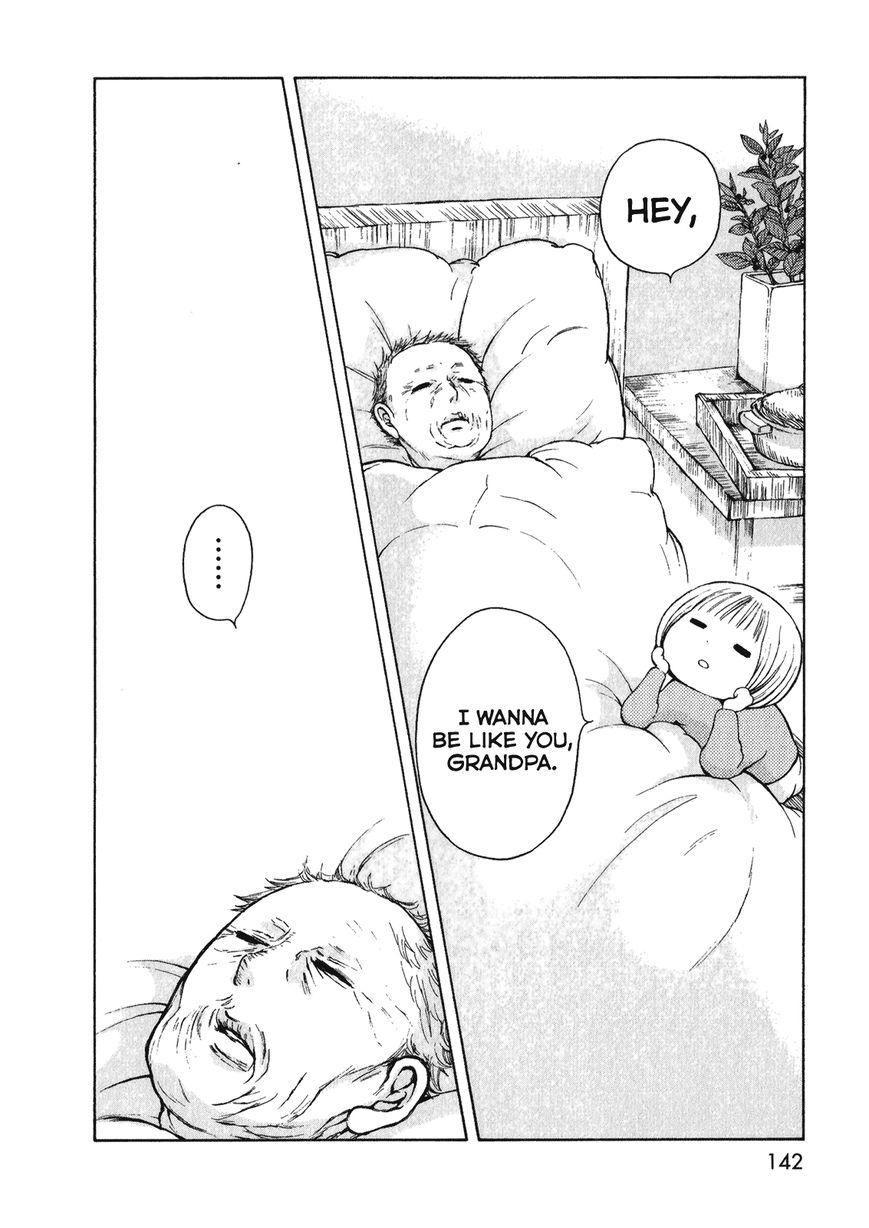 HEY,
I WANNA
BE LIKE YOU,
GRANDPA.
......
142